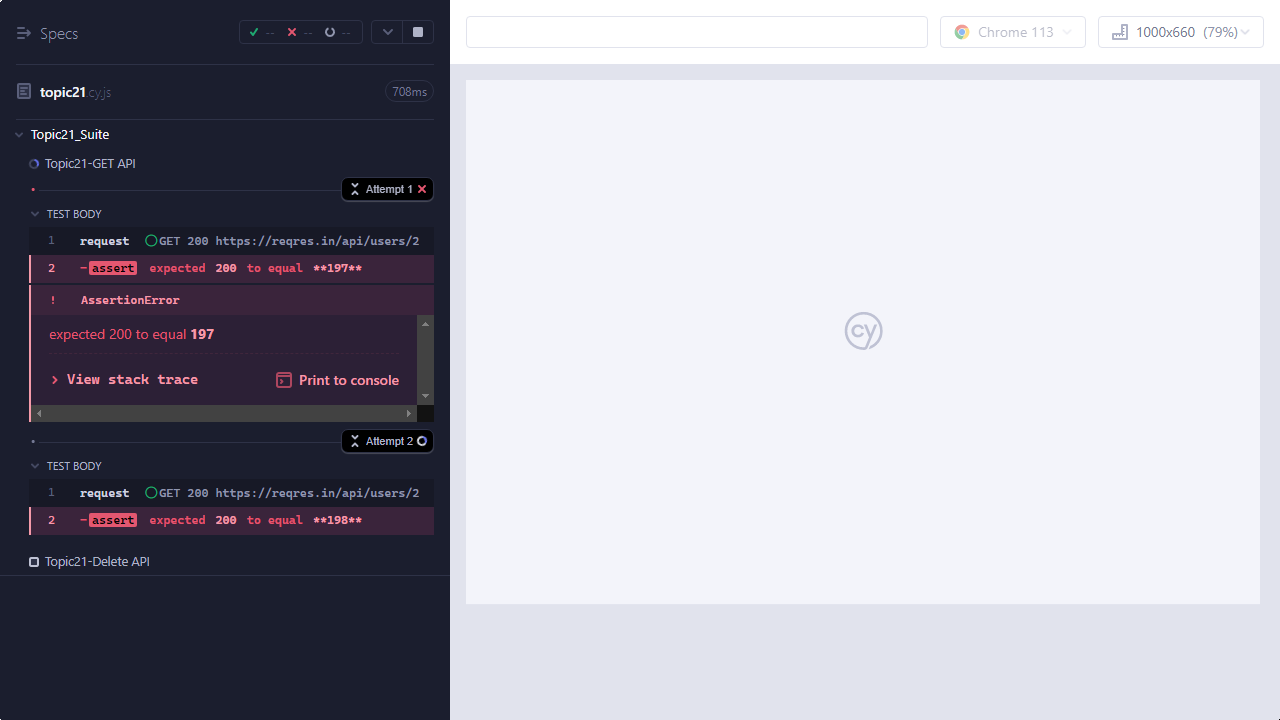 Specs
-- -- --
topic21.cy.js
708ms
Topic21_Suite
Topic21-GET API
Attempt 1
TEST BODY
1 request GET 200 https://reqres.in/api/users/2
2 -assert expected 200 to equal **197**
! AssertionError
expected 200 to equal 197
> View stack trace
Print to console
Attempt 2
TEST BODY
1 request GET 200 https://reqres.in/api/users/2
2 -assert expected 200 to equal **198**
Topic21-Delete API
Chrome 113
1000x660 (79%)
cy